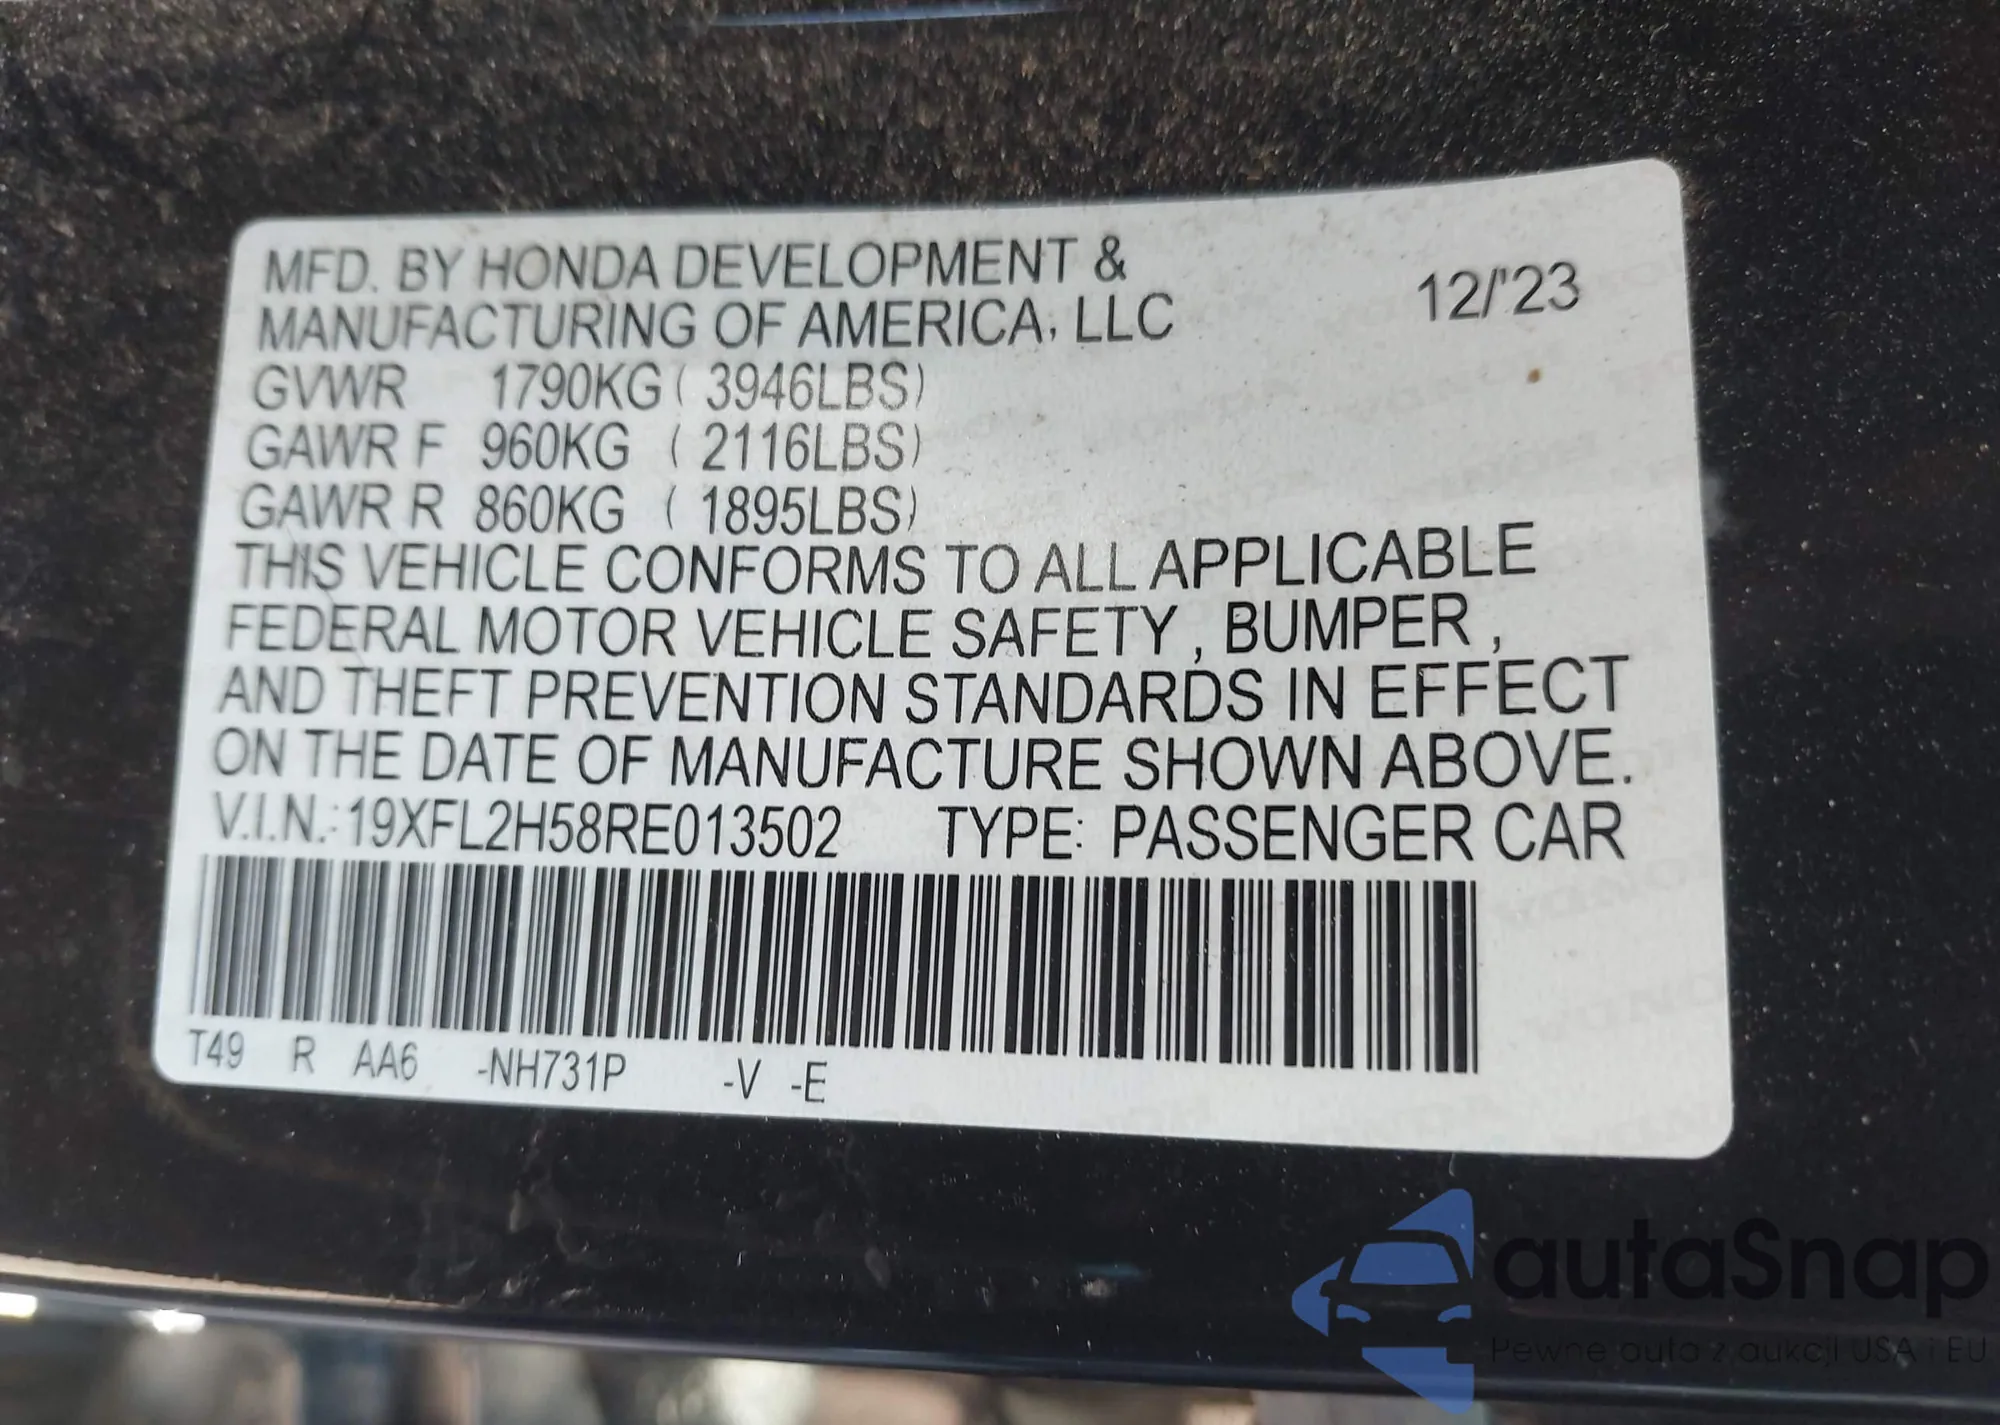 MFD. BY HONDA DEVELOPMENT &
MANUFACTURING OF AMERICA, LLC
12/'23
GVWR 1790KG ( 3946LBS)
GAWR F 960KG ( 2116LBS)
GAWR R 860KG ( 1895LBS)
THIS VEHICLE CONFORMS TO ALL APPLICABLE
FEDERAL MOTOR VEHICLE SAFETY , BUMPER ,
AND THEFT PREVENTION STANDARDS IN EFFECT
ON THE DATE OF MANUFACTURE SHOWN ABOVE.
V.I.N.: 19XFL2H58RE013502 TYPE: PASSENGER CAR
T49 R AA6 -NH731P -V -E
autaSnap
Pewne auta z aukcji USA i EU